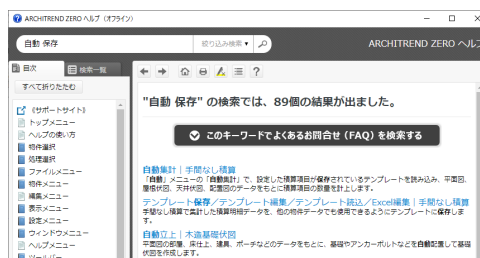 ARCHITREND ZERO ヘルプ（オフライン）
自動 保存
絞り込み検索▼
ARCHITREND ZERO ヘルプ
目次
検索一覧
すべて折りたたむ
《サポートサイト》
トップメニュー
ヘルプの使い方
物件選択
処理選択
ファイルメニュー
物件メニュー
編集メニュー
表示メニュー
設定メニュー
ウィンドウメニュー
ヘルプメニュー
ツールバー
"自動 保存" の検索では、89個の結果が出ました。
このキーワードでよくあるお問合せ（FAQ）を検索する
自動集計｜手間なし積算
「自動」メニューの「自動集計」で、設定した積算項目が保存されているテンプレートを読み込み、平面図、
屋根伏図、天井伏図、配置図のデータをもとに積算項目の数量を計上します。
テンプレート保存／テンプレート編集／テンプレート読込／Excel編集｜手間なし積算
手間なし積算で集計した積算明細データを、他の物件データでも使用できるようにテンプレートに保存しま
す。
自動立上｜木造基礎伏図
平面図の部屋、床仕上、建具、ポーチなどのデータをもとに、基礎やアンカーボルトなどを自動配置して基礎
伏図を作成します。